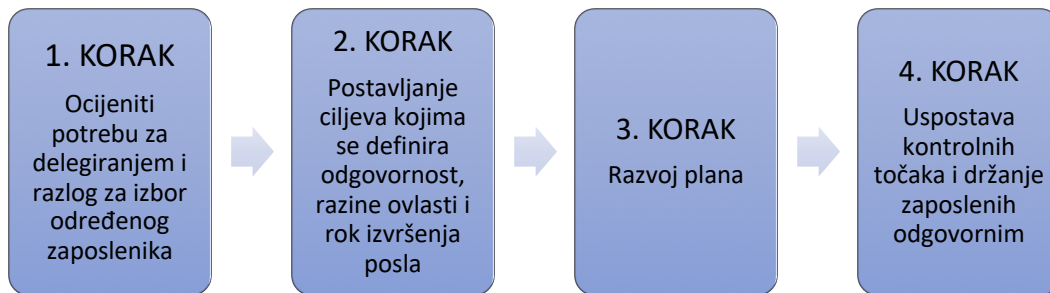 1. KORAK
Ocijeniti
potrebu za
delegiranjem i
razlog za izbor
određenog
zaposlenika
2. KORAK
Postavljanje
ciljeva kojima
se definira
odgovornost,
razine ovlasti i
rok izvršenja
posla
3. KORAK
Razvoj plana
4. KORAK
Uspostava
kontrolnih
točaka i držanje
zaposlenih
odgovornim